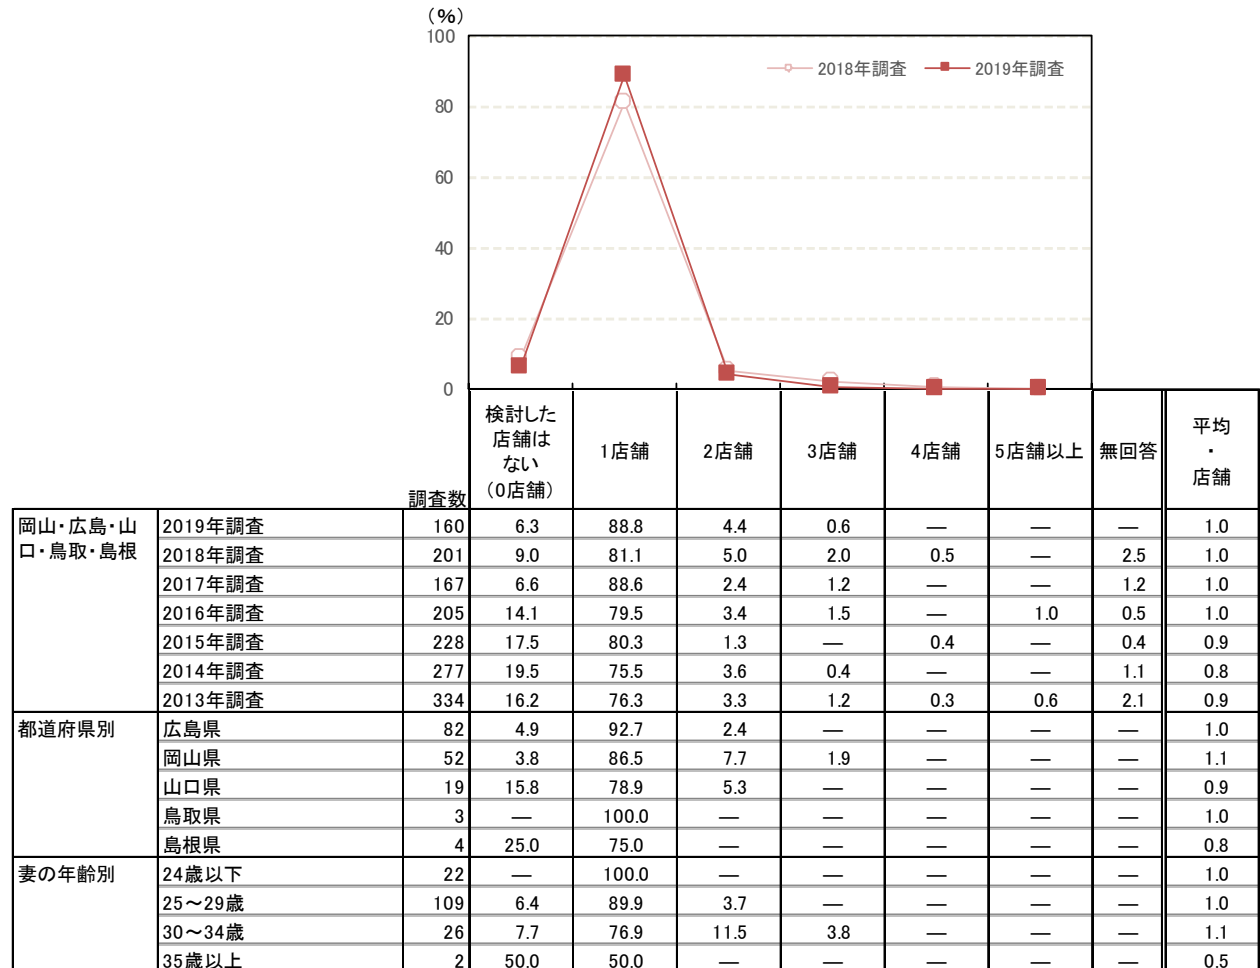 （％）
100
80
60
40
20
0
2018年調査 2019年調査
調査数 検討した店舗はない（0店舗） 1店舗 2店舗 3店舗 4店舗 5店舗以上 無回答 平均・店舗
岡山・広島・山口・鳥取・島根 2019年調査 160 6.3 88.8 4.4 0.6 ― ― ― 1.0
2018年調査 201 9.0 81.1 5.0 2.0 0.5 ― 2.5 1.0
2017年調査 167 6.6 88.6 2.4 1.2 ― ― 1.2 1.0
2016年調査 205 14.1 79.5 3.4 1.5 ― 1.0 0.5 1.0
2015年調査 228 17.5 80.3 1.3 ― 0.4 ― 0.4 0.9
2014年調査 277 19.5 75.5 3.6 0.4 ― ― 1.1 0.8
2013年調査 334 16.2 76.3 3.3 1.2 0.3 0.6 2.1 0.9
都道府県別 広島県 82 4.9 92.7 2.4 ― ― ― ― 1.0
岡山県 52 3.8 86.5 7.7 1.9 ― ― ― 1.1
山口県 19 15.8 78.9 5.3 ― ― ― ― 0.9
鳥取県 3 ― 100.0 ― ― ― ― ― 1.0
島根県 4 25.0 75.0 ― ― ― ― ― 0.8
妻の年齢別 24歳以下 22 ― 100.0 ― ― ― ― ― 1.0
25～29歳 109 6.4 89.9 3.7 ― ― ― ― 1.0
30～34歳 26 7.7 76.9 11.5 3.8 ― ― ― 1.1
35歳以上 2 50.0 50.0 ― ― ― ― ― 0.5